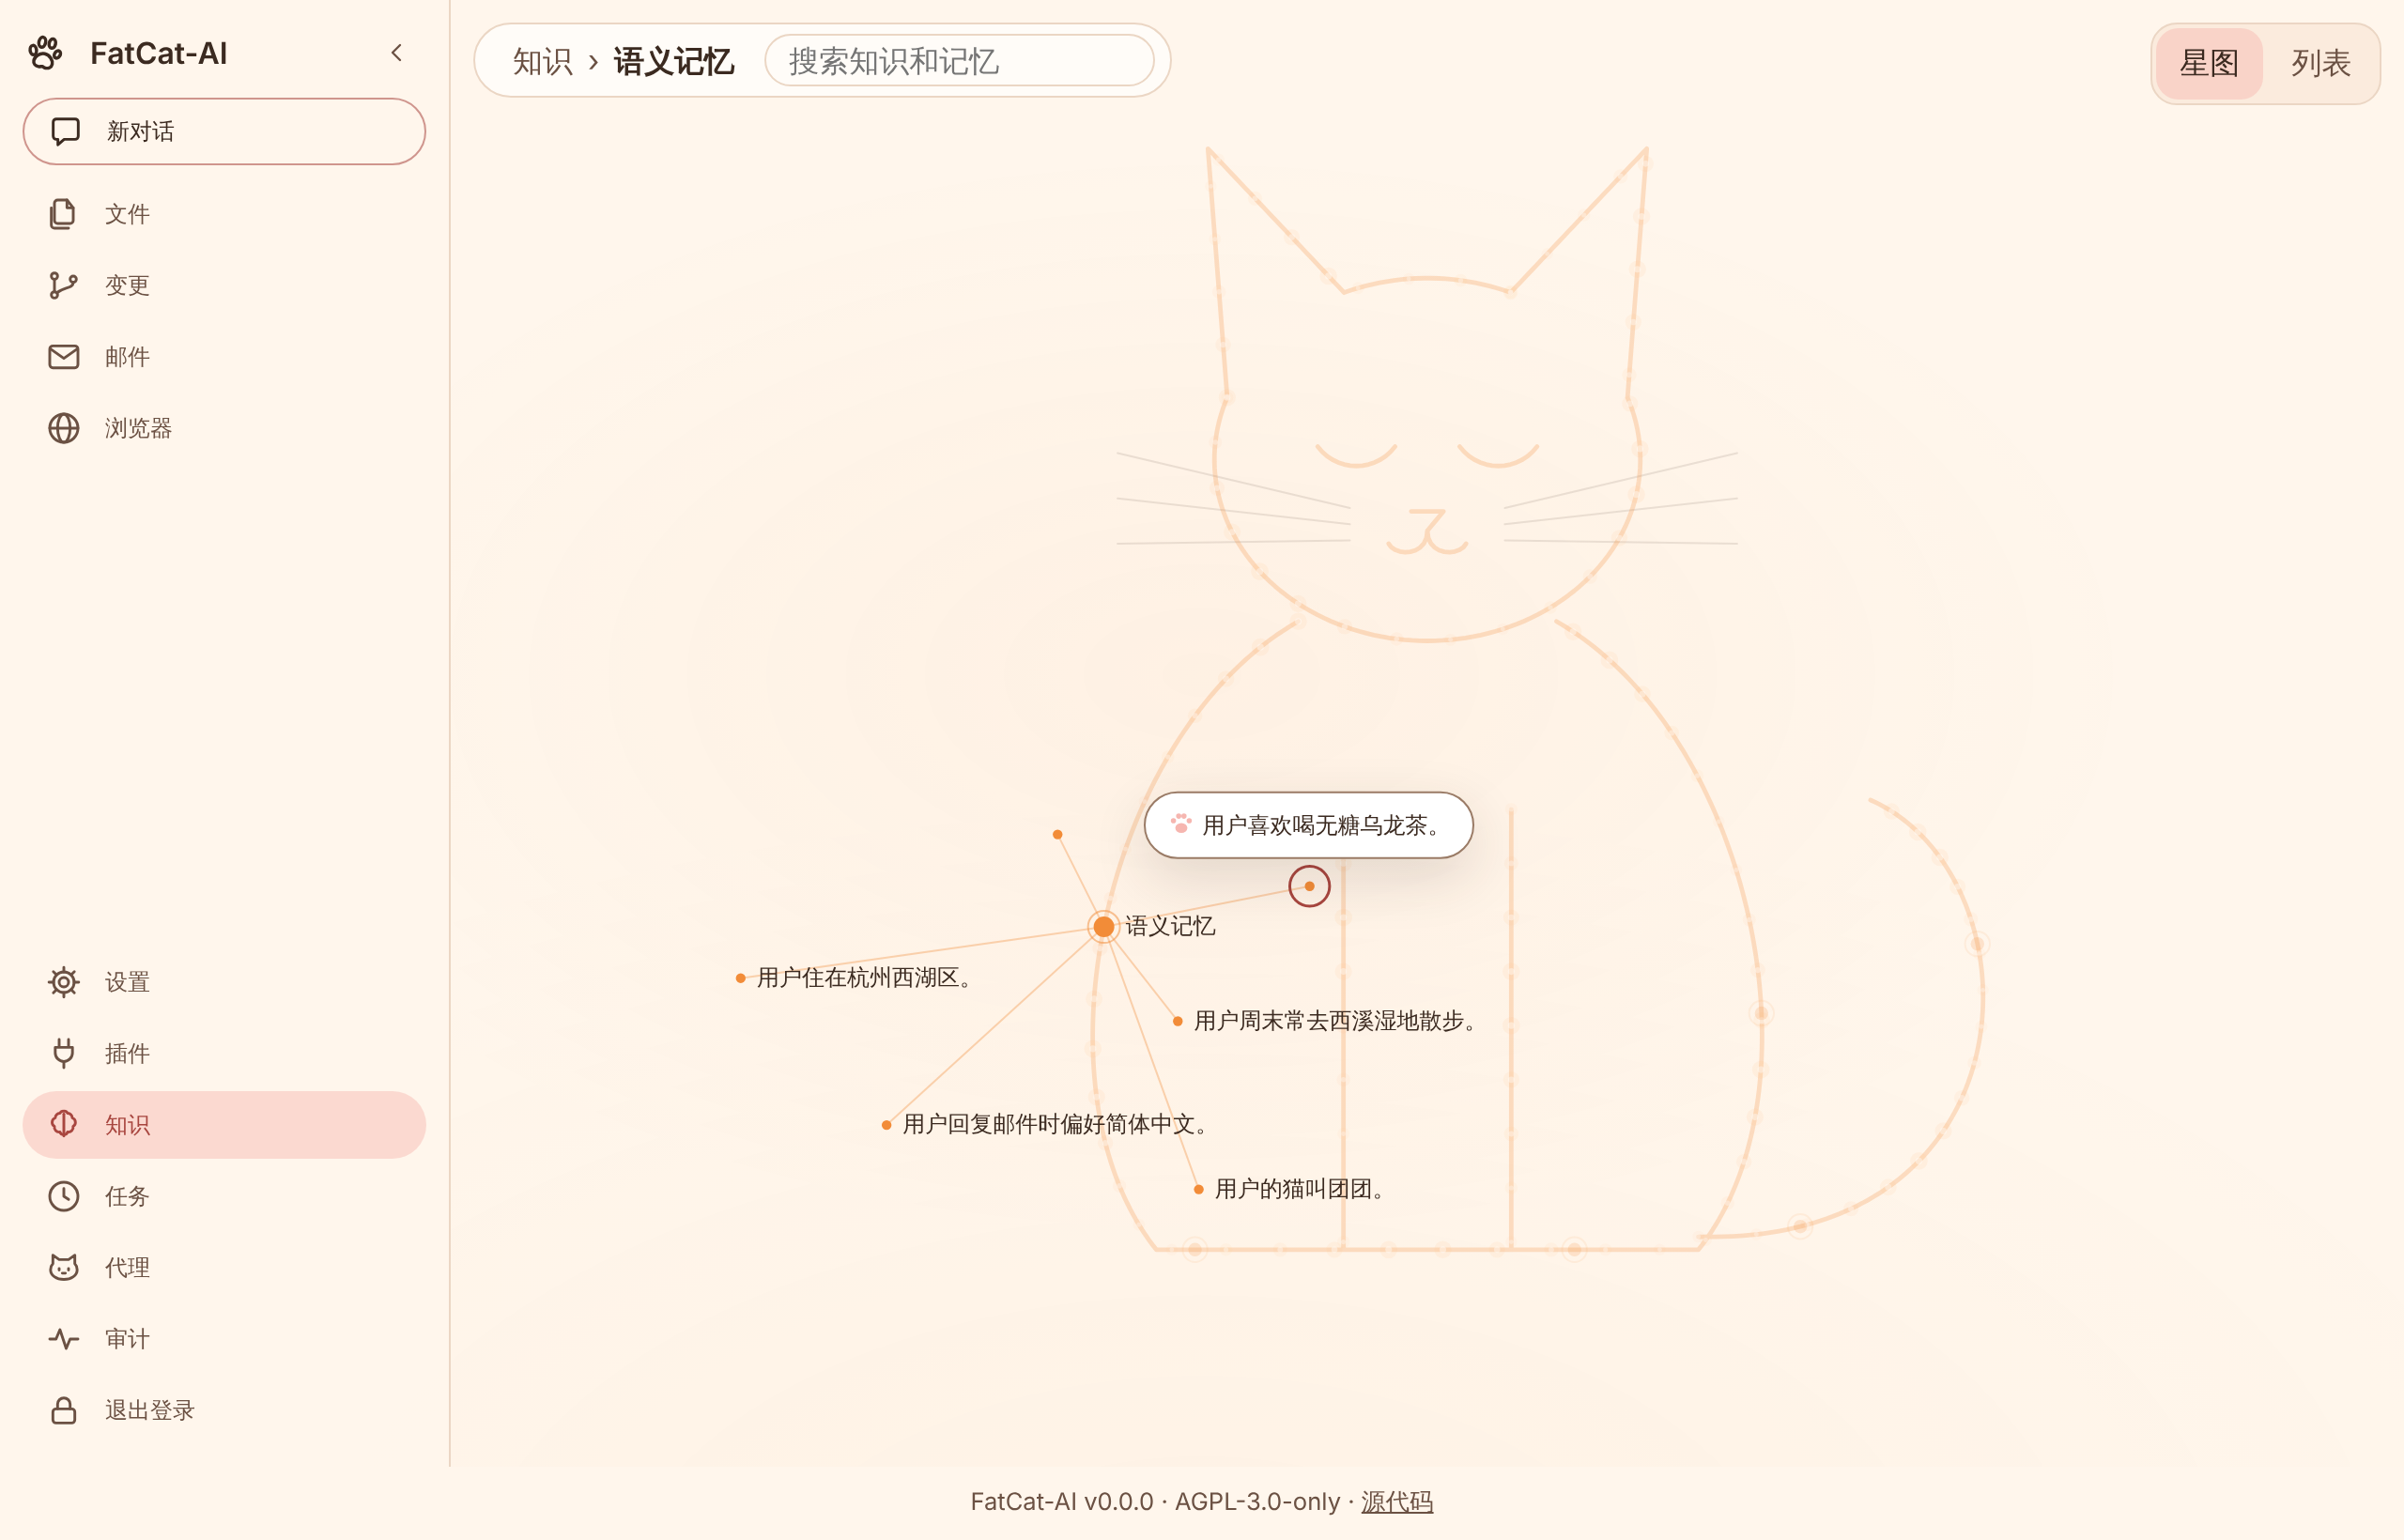 FatCat-AI
新对话
文件
变更
邮件
浏览器
设置
插件
知识
任务
代理
审计
退出登录
知识 › 语义记忆
搜索知识和记忆
星图
列表
用户喜欢喝无糖乌龙茶。
语义记忆
用户住在杭州西湖区。
用户周末常去西溪湿地散步。
用户回复邮件时偏好简体中文。
用户的猫叫团团。
FatCat-AI v0.0.0 · AGPL-3.0-only · 源代码